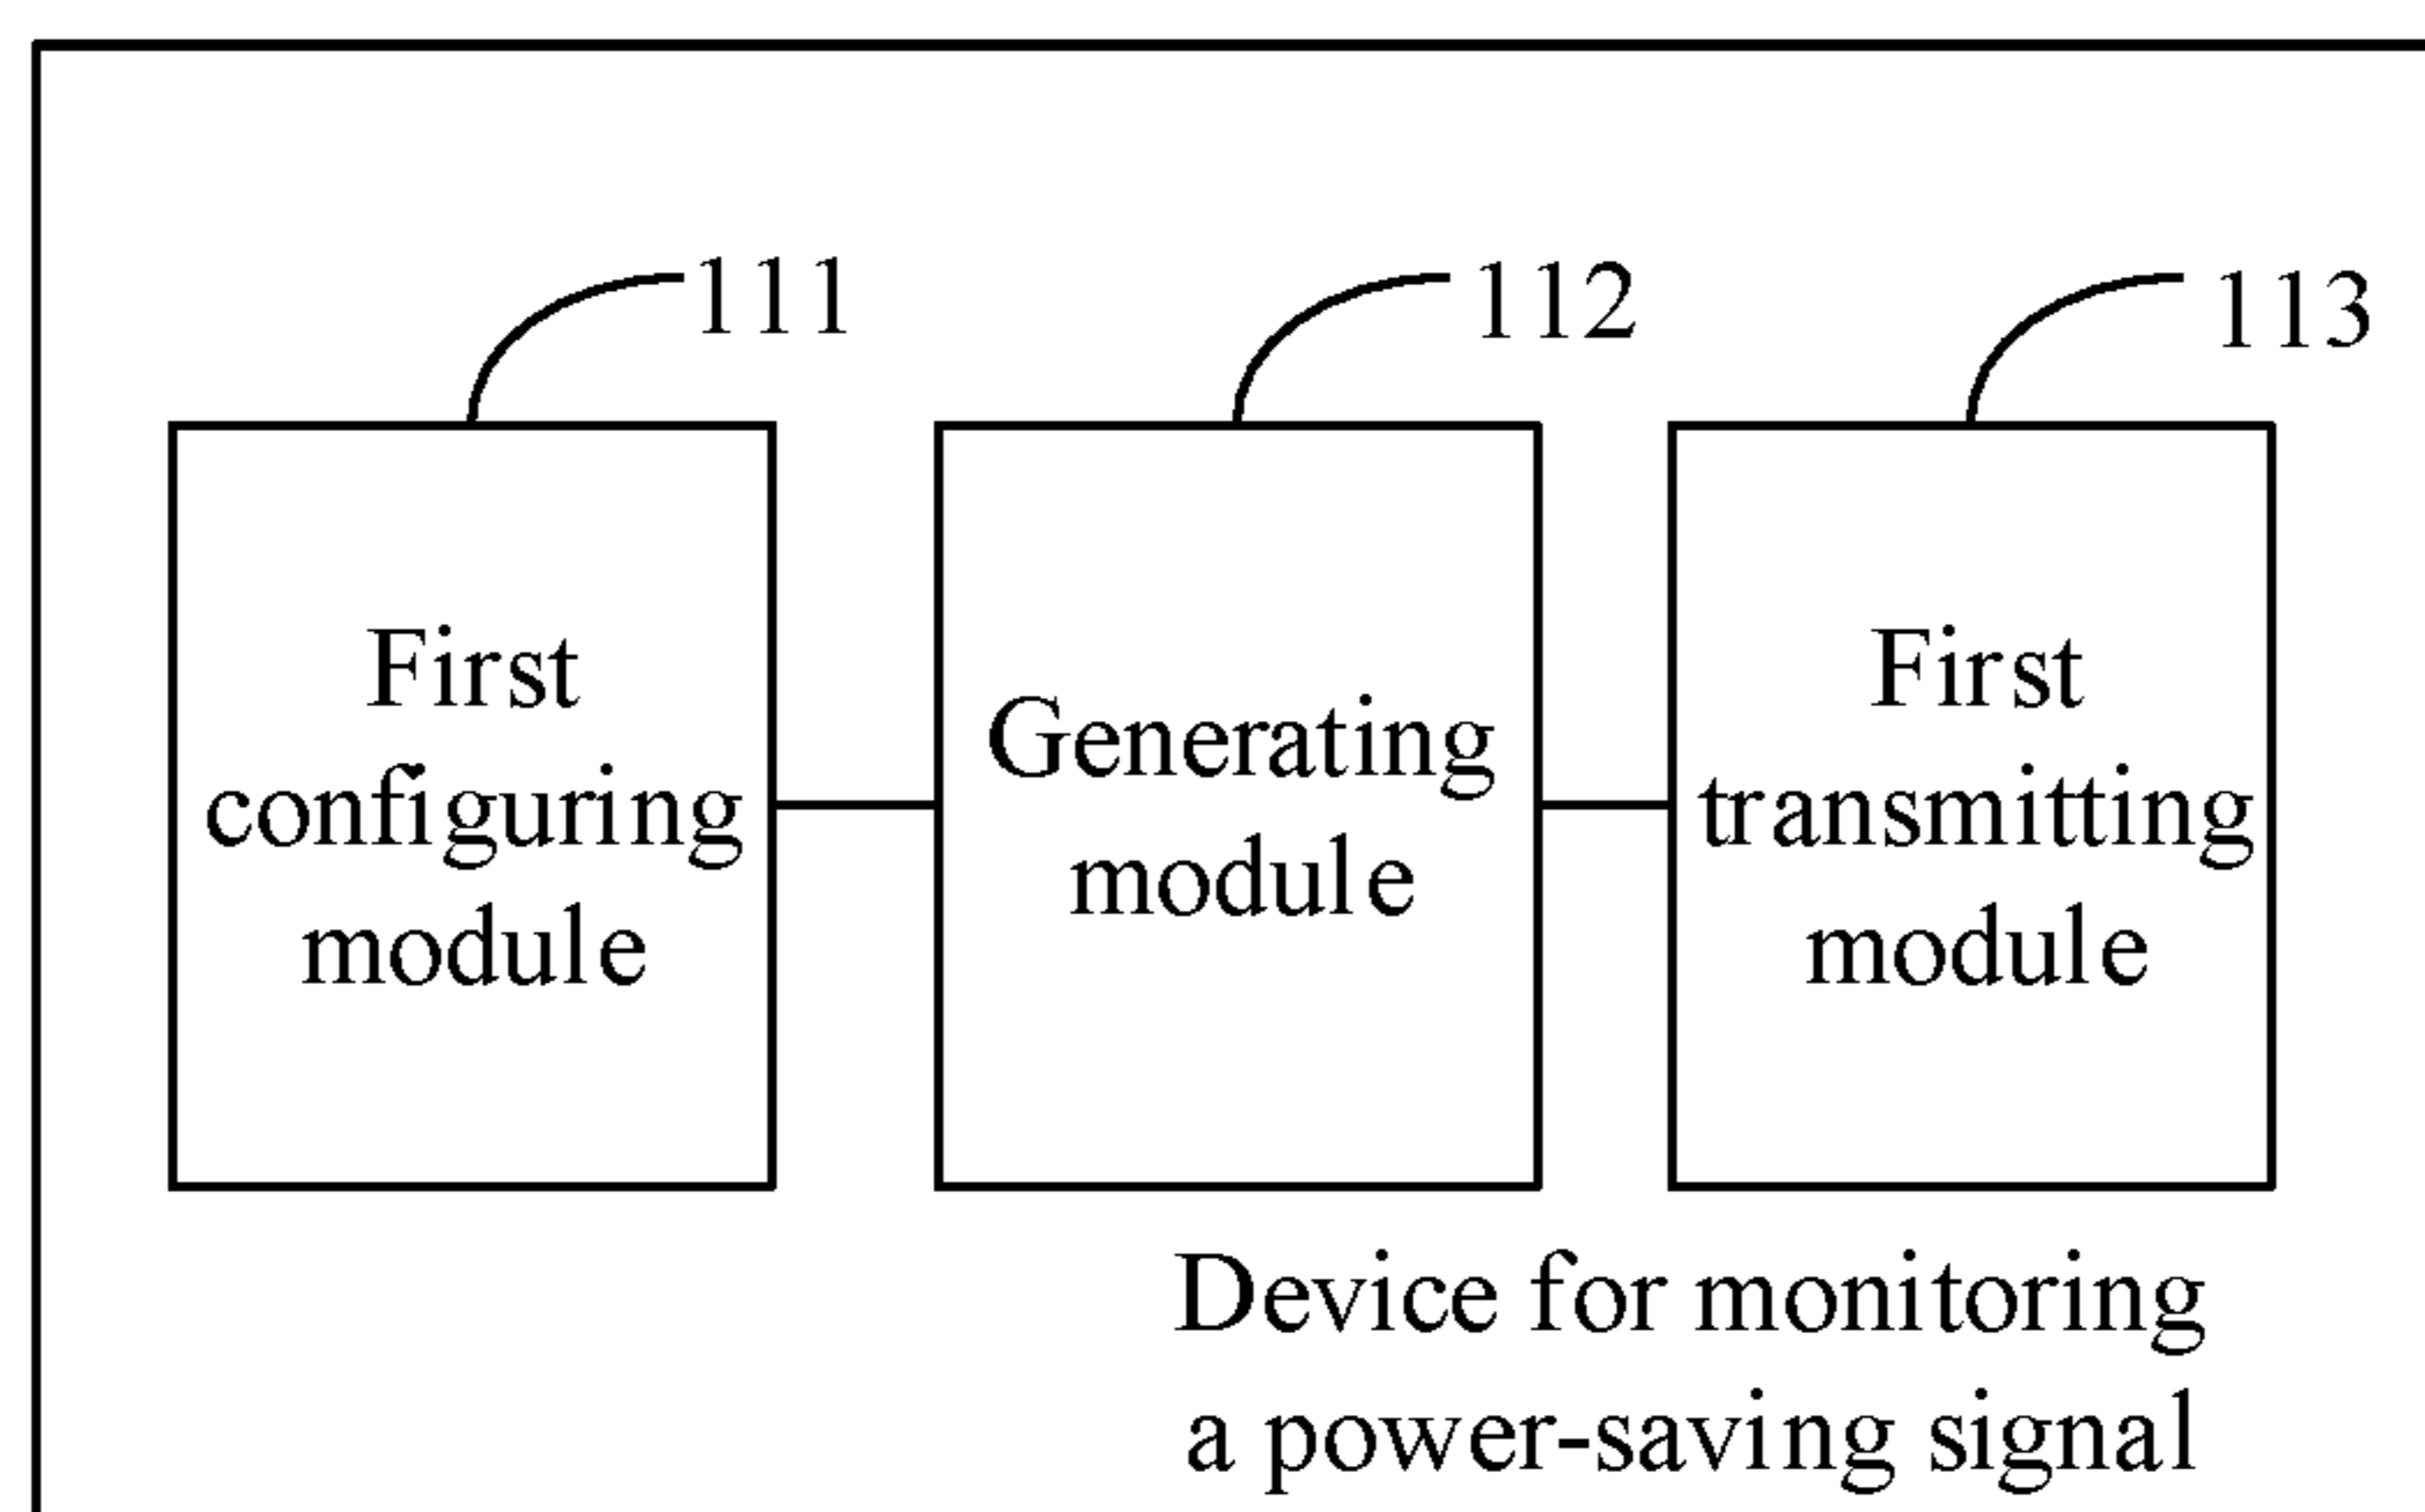 111
112
113
First
configuring
module
Generating
module
First
transmitting
module
Device for monitoring
a power-saving signal